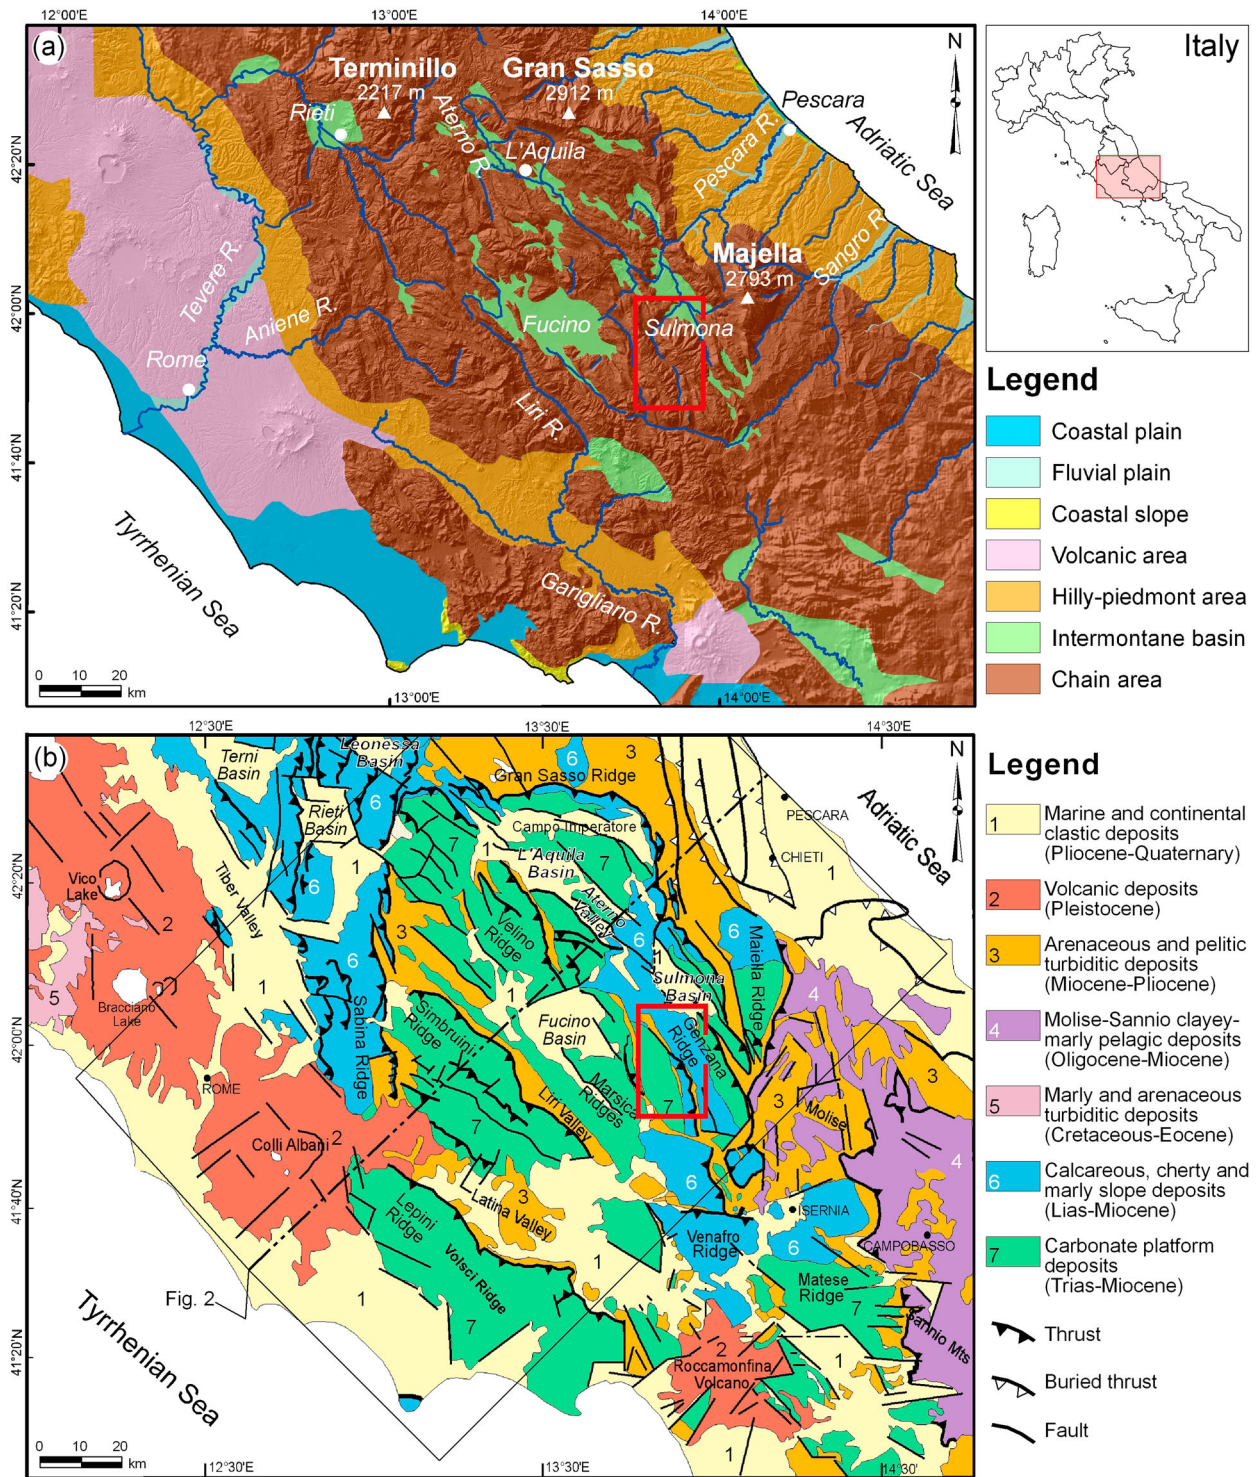 12°00'E
13°00'E
14°00'E
(a)
N
Terminillo
2217 m
Gran Sasso
2912 m
Rieti
Aterno R.
L'Aquila
Pescara R.
Pescara
Adriatic Sea
Majella
2793 m
Sangro R.
Tevere R.
Aniene R.
Fucino
Sulmona
Rome
Liri R.
Garigliano R.
Tyrrhenian Sea
42°20'N
42°00'N
41°40'N
41°20'N
0 10 20
km
13°00'E
14°00'E
Italy
Legend
Coastal plain
Fluvial plain
Coastal slope
Volcanic area
Hilly-piedmont area
Intermontane basin
Chain area
12°30'E
13°30'E
14°30'E
(b)
N
Terni
Basin
Leonessa
Basin
Rieti
Basin
Gran Sasso Ridge
6
3
Campo Imperatore
PESCARA
CHIETI
Adriatic Sea
L'Aquila
Basin
Aterno
Valley
Vico
Lake
Tiber Valley
Velino
Ridge
Sulmona
Basin
Maiella Ridge
Bracciano
Lake
Sabina Ridge
Simbruini
Ridge
Fucino
Basin
Genzana
Ridge
Marsica
Ridges
Liri Valley
ROME
Colli Albani
Molise
Lepini
Ridge
Latina Valley
Volsci Ridge
Venafro
Ridge
ISERNIA
CAMPOBASSO
Matese
Ridge
Sannio Mts
Roccamonfina
Volcano
Fig. 2
Tyrrhenian Sea
42°20'N
42°00'N
41°40'N
41°20'N
0 10 20
km
12°30'E
13°30'E
14°30'
Legend
1 Marine and continental
clastic deposits
(Pliocene-Quaternary)
2 Volcanic deposits
(Pleistocene)
3 Arenaceous and pelitic
turbiditic deposits
(Miocene-Pliocene)
4 Molise-Sannio clayey-
marly pelagic deposits
(Oligocene-Miocene)
5 Marly and arenaceous
turbiditic deposits
(Cretaceous-Eocene)
6 Calcareous, cherty and
marly slope deposits
(Lias-Miocene)
7 Carbonate platform
deposits
(Trias-Miocene)
Thrust
Buried thrust
Fault